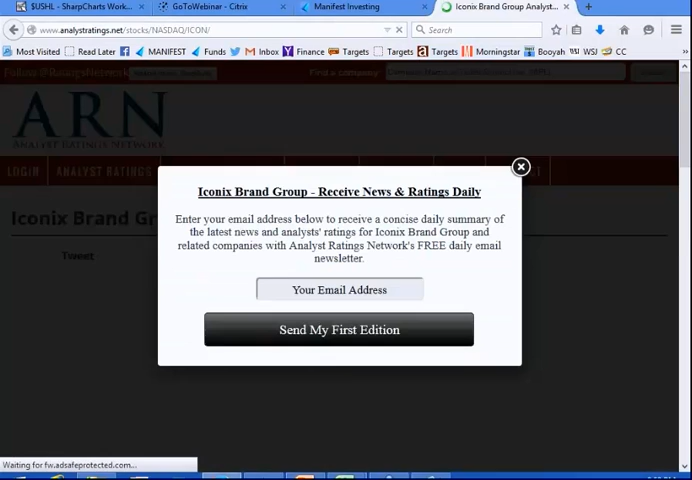 $USHL - SharpCharts Work...
GoToWebinar - Citrix
Manifest Investing
Iconix Brand Group Analyst...
www.analystratings.net/stocks/NASDAQ/ICON/
Search
Most Visited
Read Later
MANIFEST
Funds
Inbox
Y Finance
Targets
Targets
Targets
Morningstar
Booyah
WSJ
CC
Find a company
ARN
ANALYST RATINGS NETWORK
LOGIN
ANALYST RATINGS
Iconix Brand Gr
Tweet
Iconix Brand Group - Receive News & Ratings Daily
Enter your email address below to receive a concise daily summary of
the latest news and analysts' ratings for Iconix Brand Group and
related companies with Analyst Ratings Network's FREE daily email
newsletter.
Your Email Address
Send My First Edition
Waiting for fw.adsafeprotected.com...